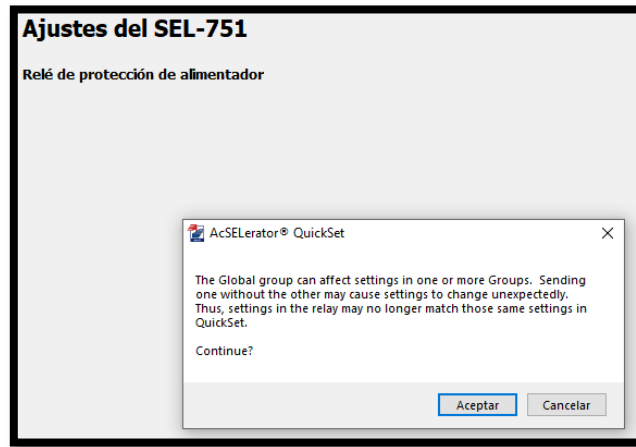 Ajustes del SEL-751
Relé de protección de alimentador
AcSELerator® QuickSet
The Global group can affect settings in one or more Groups.  Sending
one without the other may cause settings to change unexpectedly.
Thus, settings in the relay may no longer match those same settings in
QuickSet.
Continue?
Aceptar
Cancelar